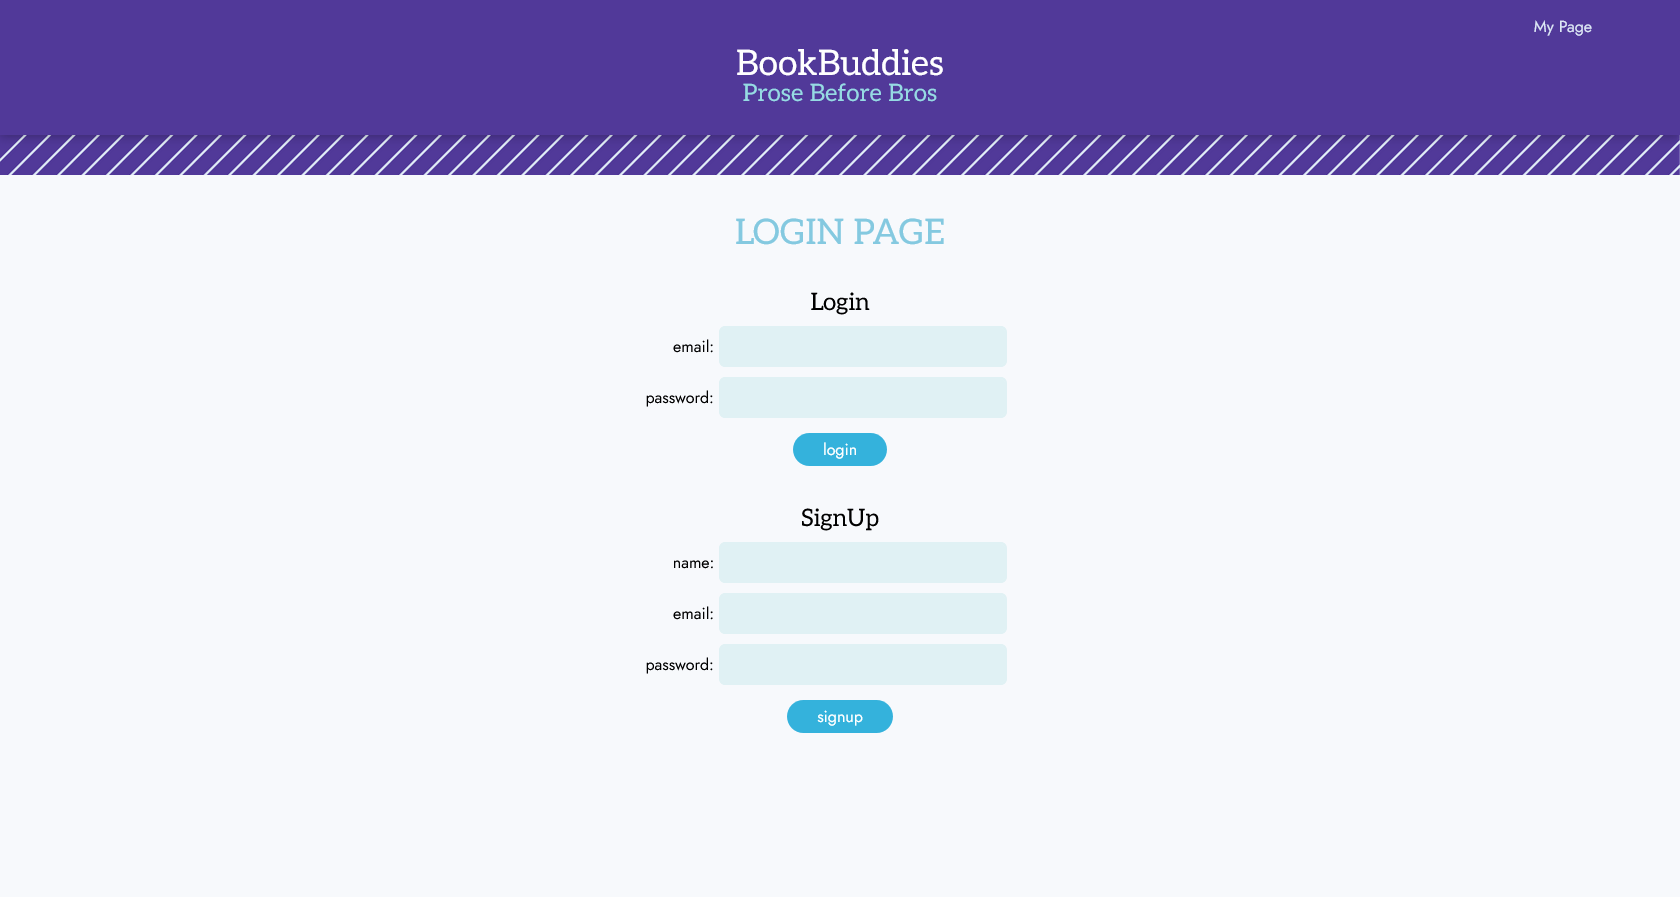 My Page
BookBuddies
Prose Before Bros
LOGIN PAGE
Login
email:
password:
login
SignUp
name:
email:
password:
signup